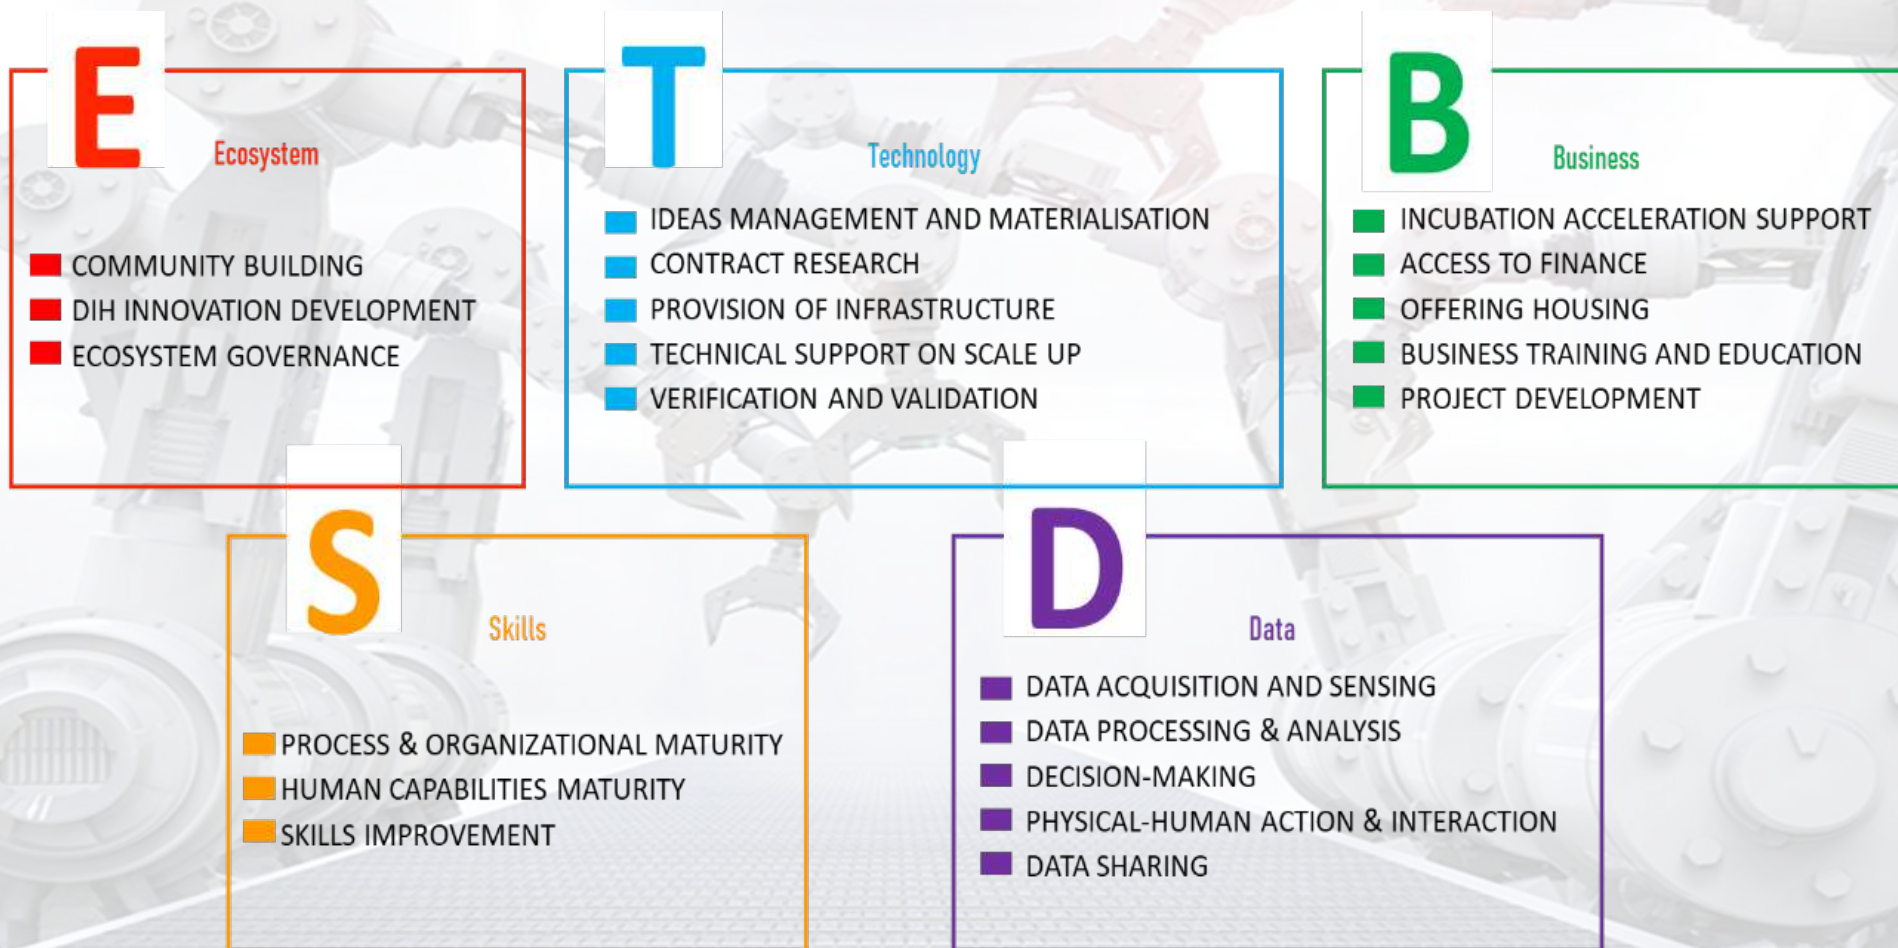 E
Ecosystem
COMMUNITY BUILDING
DIH INNOVATION DEVELOPMENT
ECOSYSTEM GOVERNANCE
T
Technology
IDEAS MANAGEMENT AND MATERIALISATION
CONTRACT RESEARCH
PROVISION OF INFRASTRUCTURE
TECHNICAL SUPPORT ON SCALE UP
VERIFICATION AND VALIDATION
B
Business
INCUBATION ACCELERATION SUPPORT
ACCESS TO FINANCE
OFFERING HOUSING
BUSINESS TRAINING AND EDUCATION
PROJECT DEVELOPMENT
S
Skills
PROCESS & ORGANIZATIONAL MATURITY
HUMAN CAPABILITIES MATURITY
SKILLS IMPROVEMENT
D
Data
DATA ACQUISITION AND SENSING
DATA PROCESSING & ANALYSIS
DECISION-MAKING
PHYSICAL-HUMAN ACTION & INTERACTION
DATA SHARING